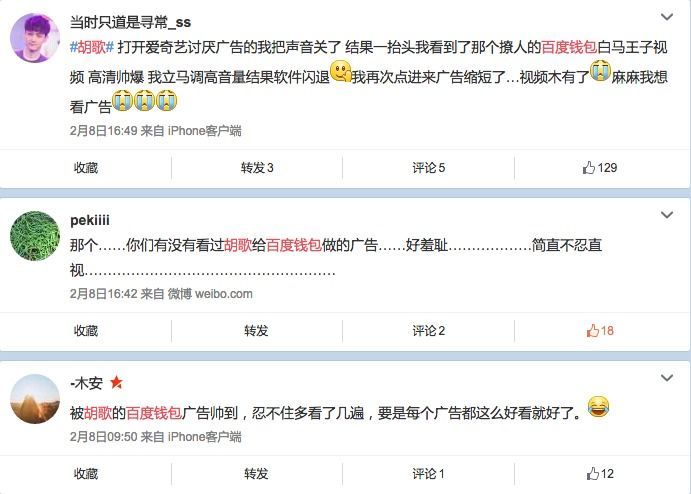 当时只道是寻常_ss
#胡歌# 打开爱奇艺讨厌广告的我把声音关了 结果一抬头我看到了那个撩人的百度钱包白马王子视
频 高清帅爆 我立马调高音量结果软件闪退我再次点进来广告缩短了...视频木有了麻麻我想
看广告
2月8日16:49 来自 iPhone客户端
收藏 转发 3 评论 5 129
pekiiii
那个……你们有没有看过胡歌给百度钱包做的广告……好羞耻………………简直不忍直
视………………………………………………
2月8日16:42 来自 微博 weibo.com
收藏 转发 评论 2 18
-木安
被胡歌的百度钱包广告帅到，忍不住多看了几遍，要是每个广告都这么好看就好了。
2月8日09:50 来自 iPhone客户端
收藏 转发 评论 1 12